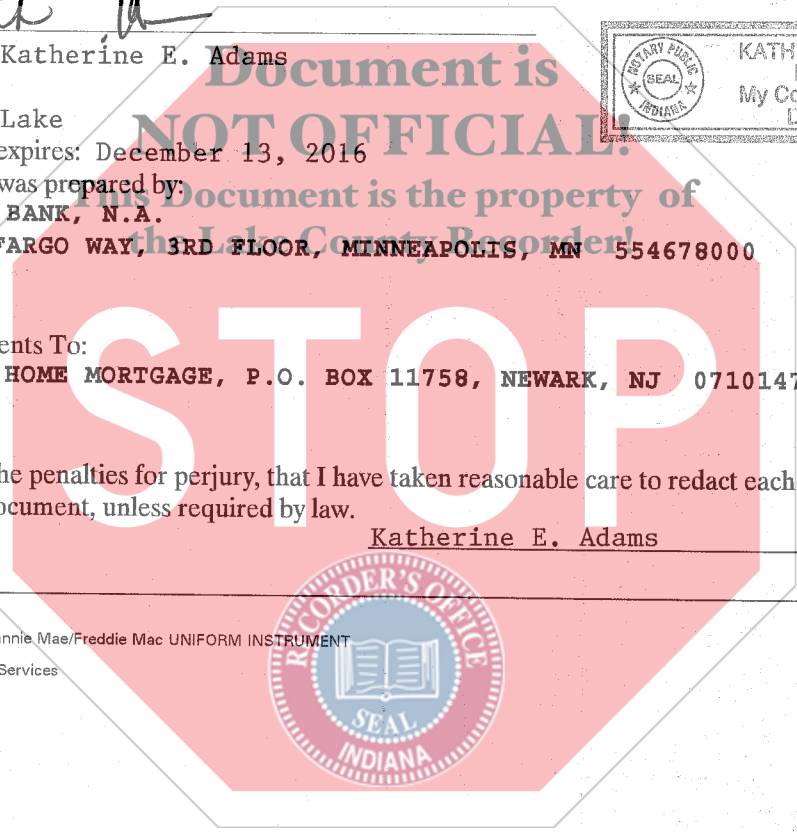 Katherine E. Adams
KATH
NOTARY PUBLIC
SEAL
INDIANA
My Co
Document is
Lake
NOT OFFICIAL!
expires: December 13, 2016
was prepared by:
This Document is the property of
BANK, N.A.
the Lake County Recorder!
FARGO WAY, 3RD FLOOR, MINNEAPOLIS, MN 554678000
ents To:
HOME MORTGAGE, P.O. BOX 11758, NEWARK, NJ 0710147
STOP
he penalties for perjury, that I have taken reasonable care to redact each
ocument, unless required by law.
Katherine E. Adams
RECORDER'S OFFICE
SEAL
INDIANA
nnie Mae/Freddie Mac UNIFORM INSTRUMENT
Services